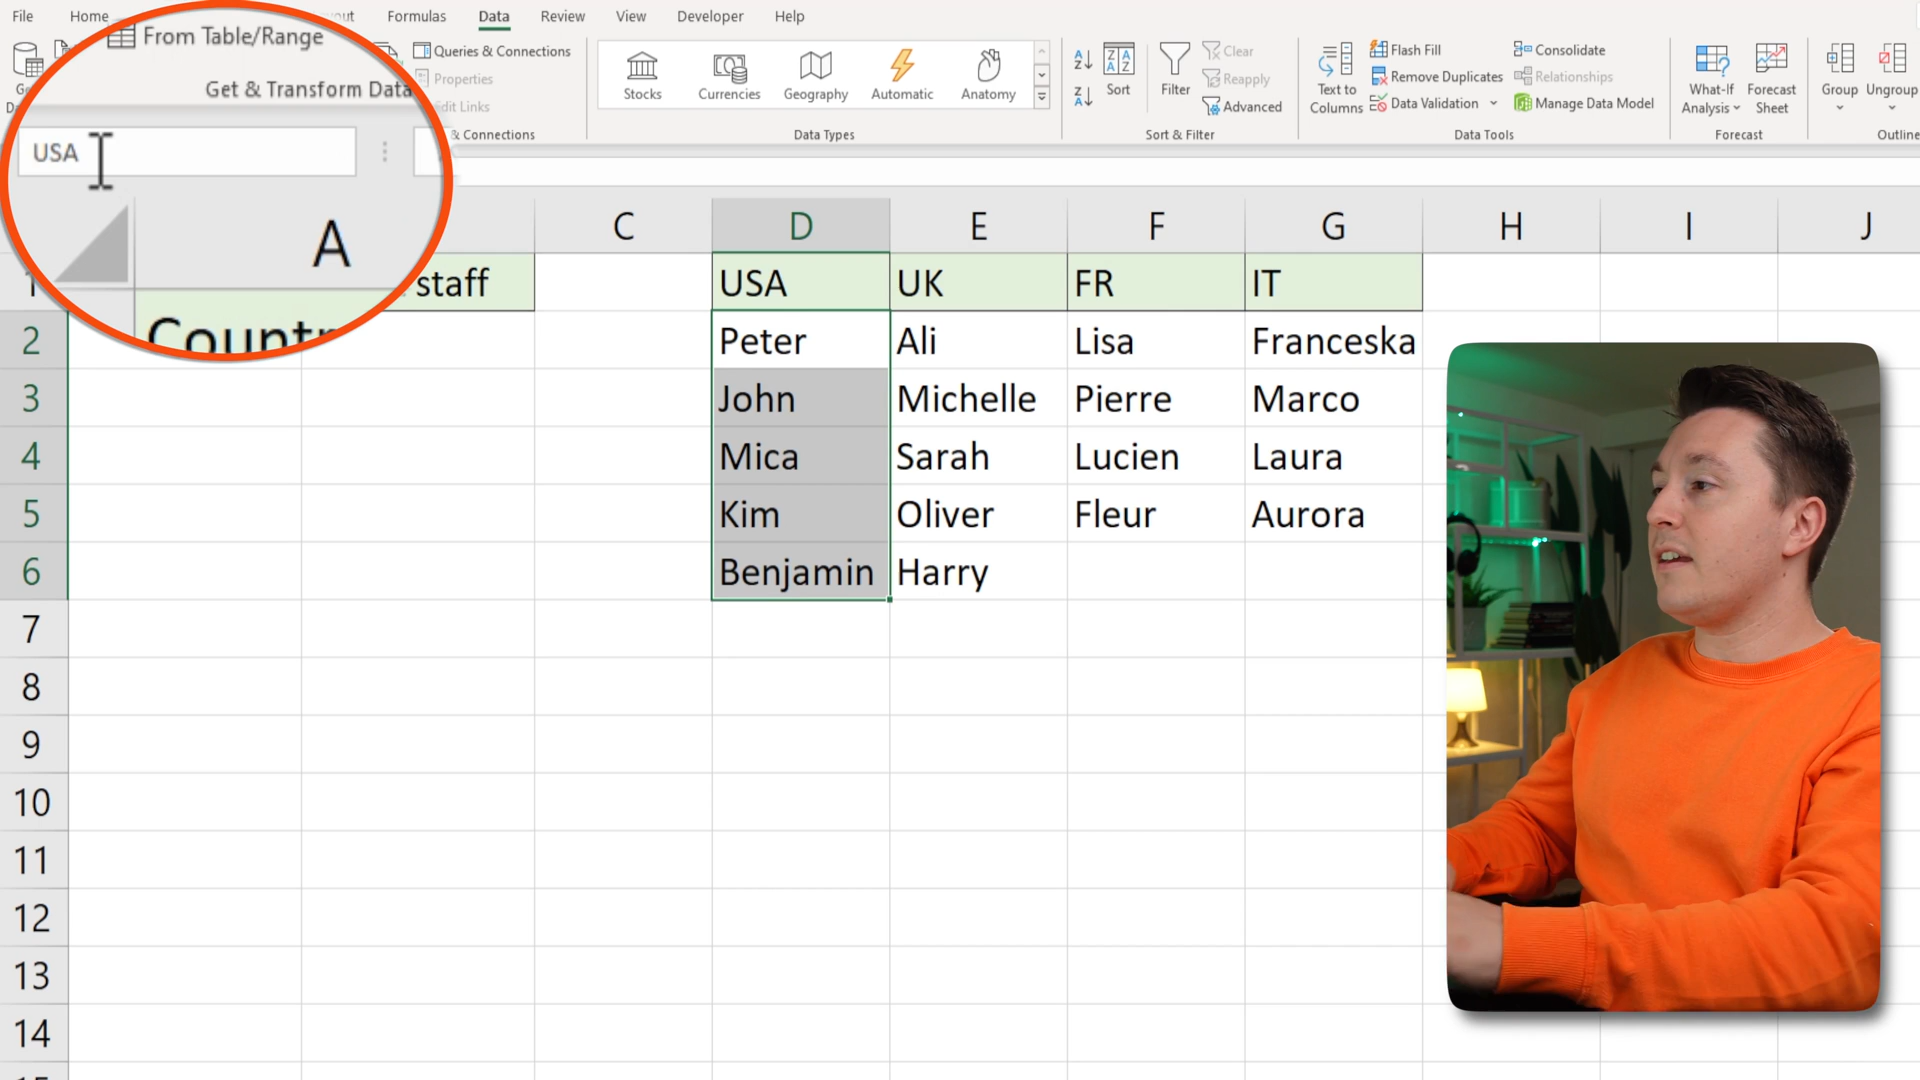 File Home Formulas Data Review View Developer Help
From Table/Range
Get & Transform Data
Queries & Connections
Properties
Edit Links
& Connections
Stocks Currencies Geography Automatic Anatomy
Data Types
Sort
Filter
Clear
Reapply
Advanced
Sort & Filter
Text to Columns
Flash Fill
Remove Duplicates
Data Validation
Consolidate
Relationships
Manage Data Model
Data Tools
What-If Analysis
Forecast Sheet
Forecast
Group Ungroup
Outline
USA
A C D E F G H I J
1 Country staff USA UK FR IT
2 Peter Ali Lisa Franceska
3 John Michelle Pierre Marco
4 Mica Sarah Lucien Laura
5 Kim Oliver Fleur Aurora
6 Benjamin Harry
7
8
9
10
11
12
13
14